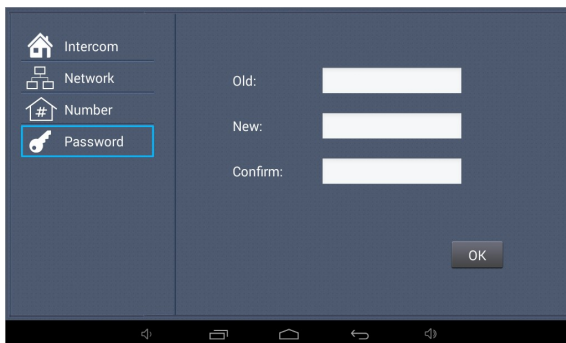 Intercom
Network
# Number
Password
Old:
New:
Confirm:
OK